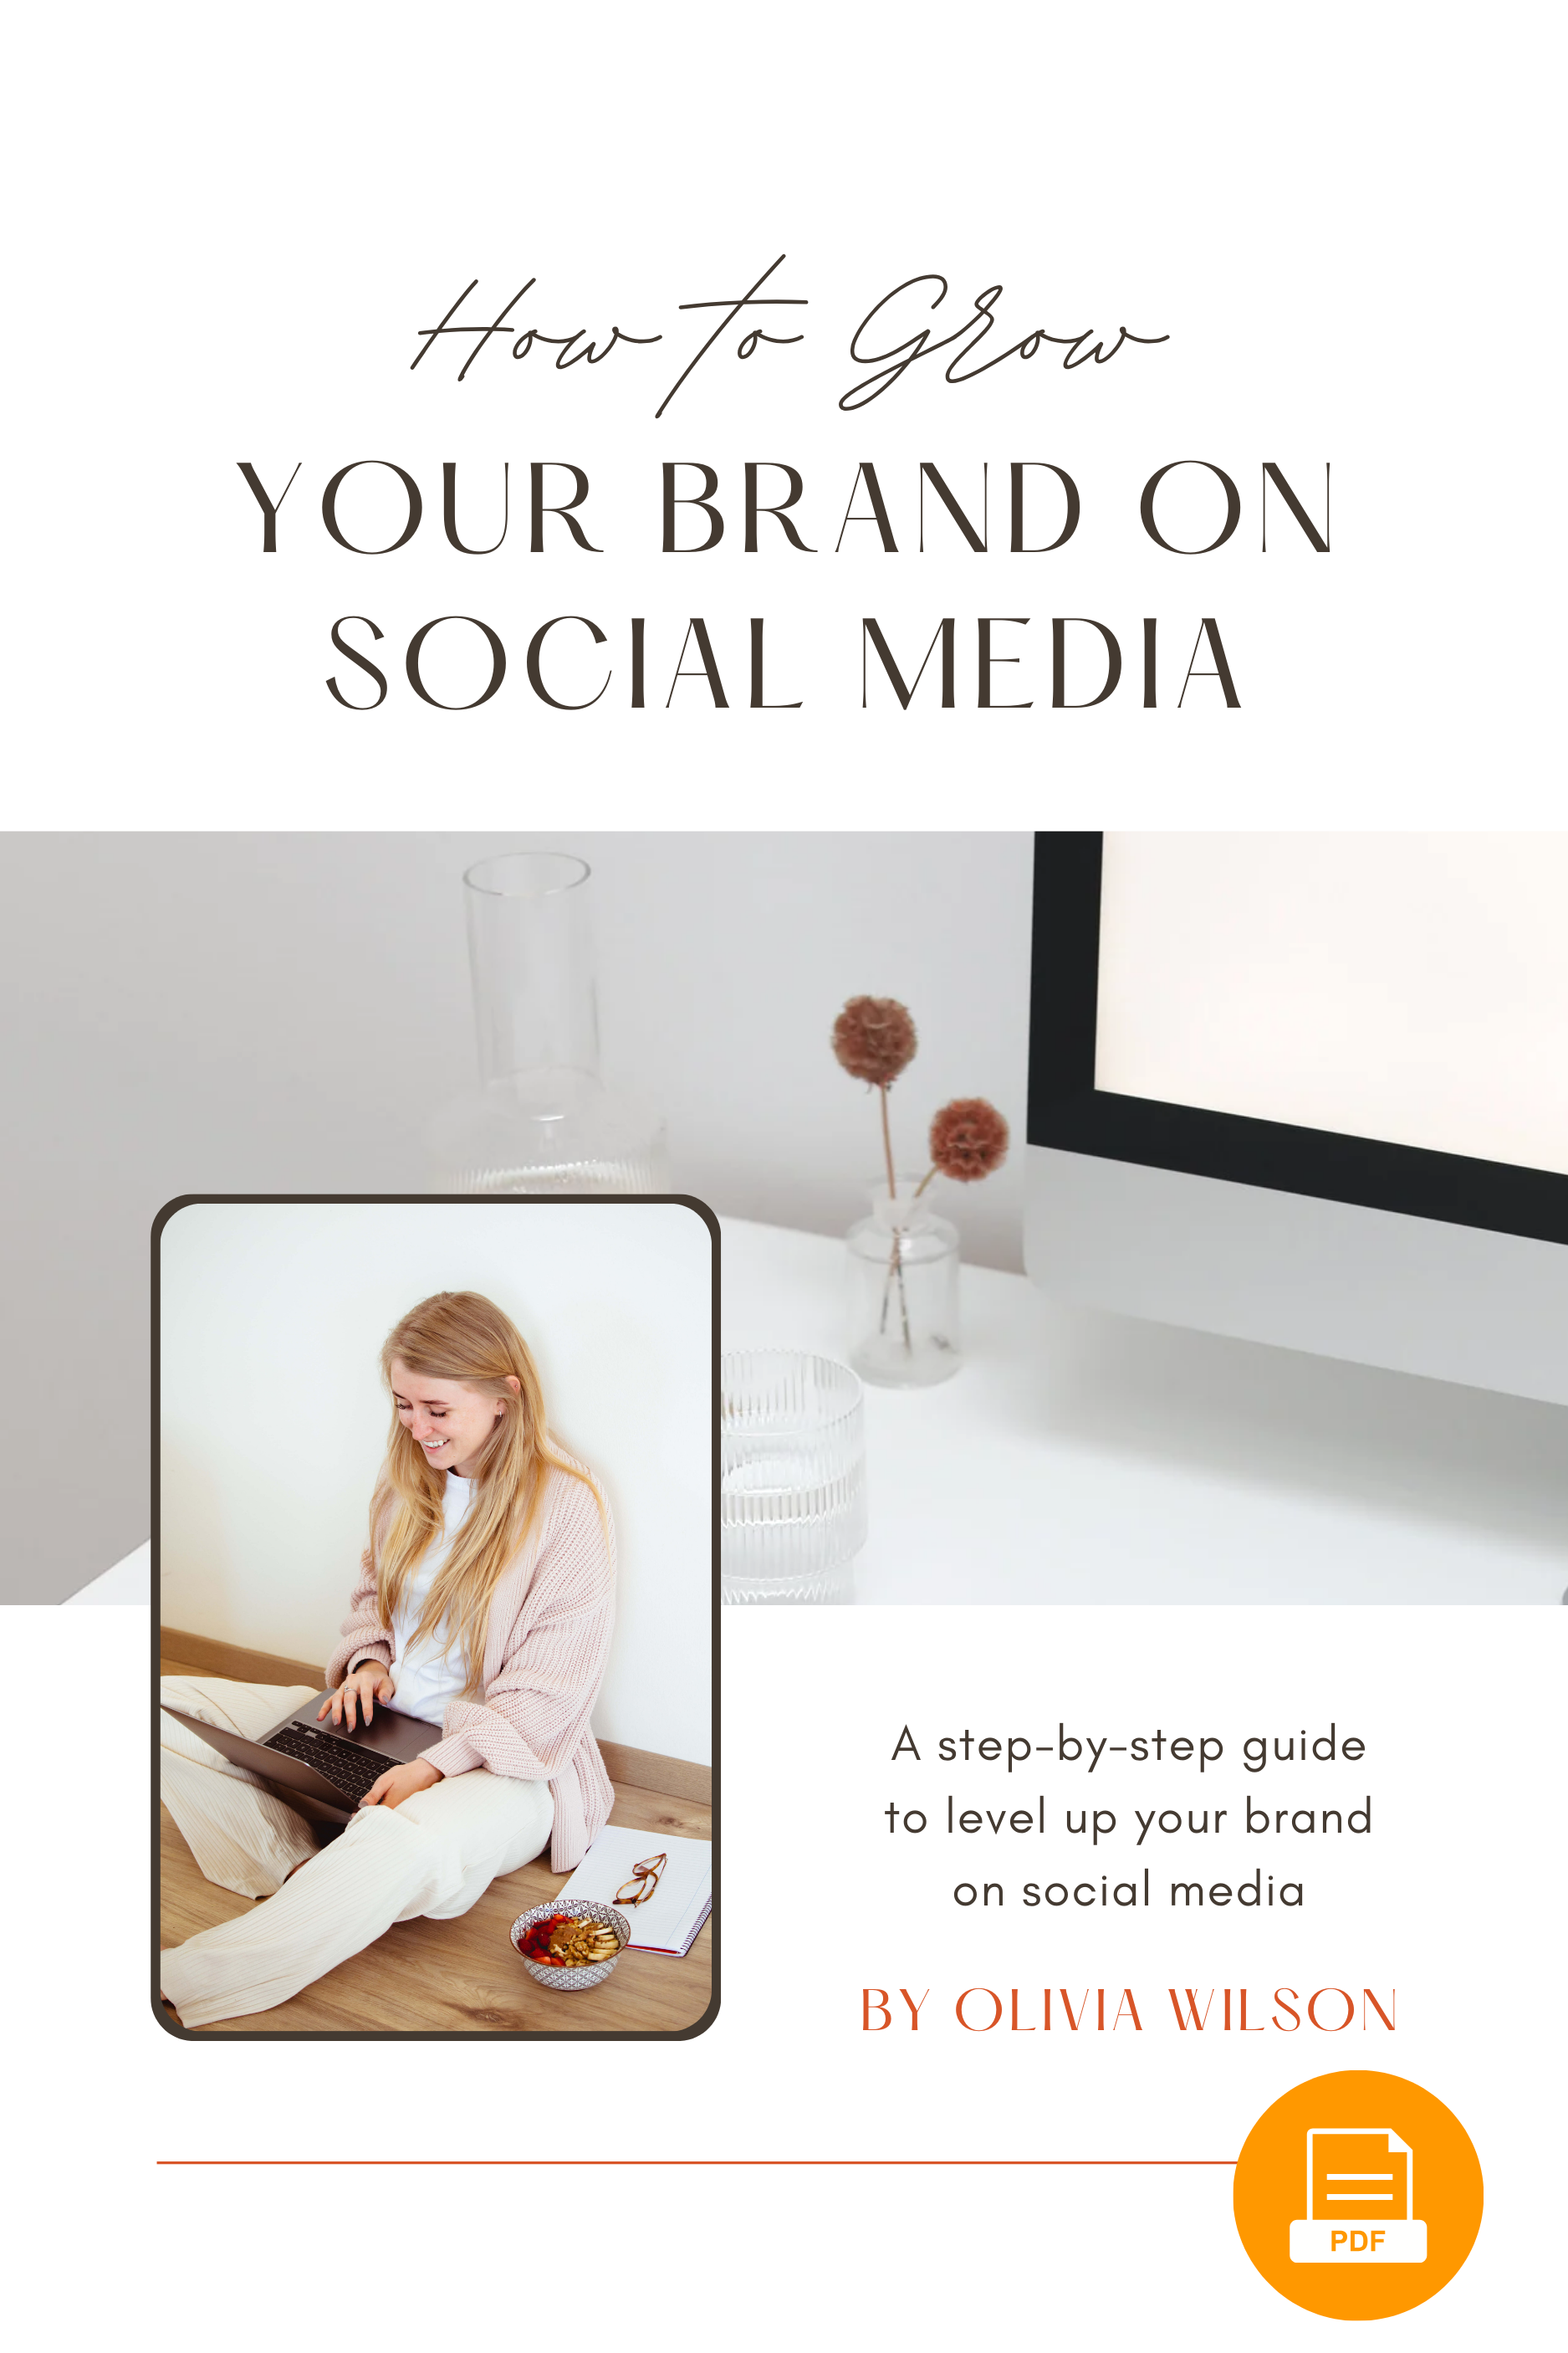 How to Grow
YOUR BRAND ON
SOCIAL MEDIA
A step-by-step guide
to level up your brand
on social media
BY OLIVIA WILSON
PDF